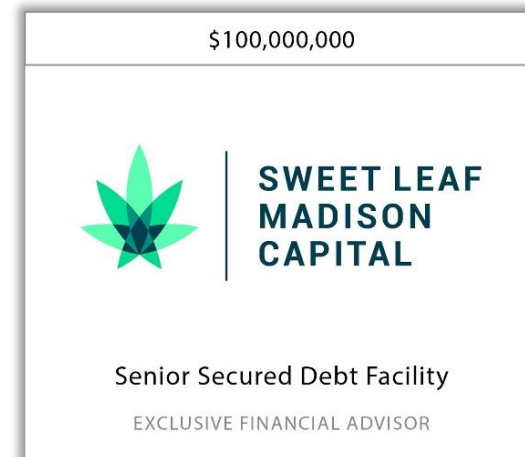 $100,000,000
SWEET LEAF
MADISON
CAPITAL
Senior Secured Debt Facility
EXCLUSIVE FINANCIAL ADVISOR